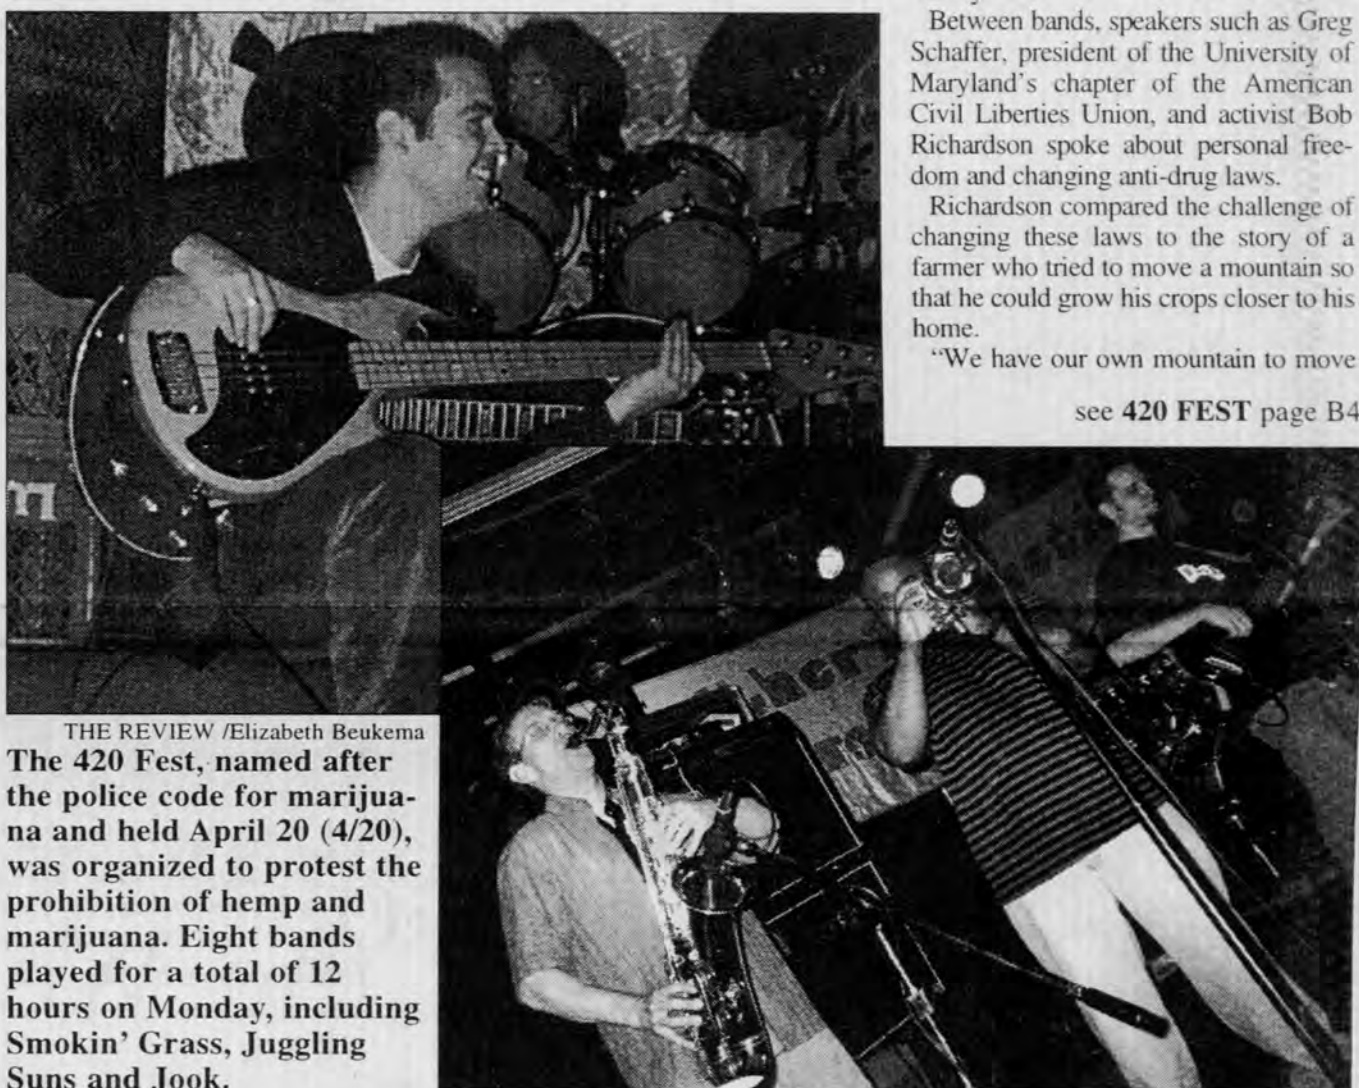 Between bands, speakers such as Greg
Schaffer, president of the University of
Maryland's chapter of the American
Civil Liberties Union, and activist Bob
Richardson spoke about personal free-
dom and changing anti-drug laws.
Richardson compared the challenge of
changing these laws to the story of a
farmer who tried to move a mountain so
that he could grow his crops closer to his
home.
"We have our own mountain to move
see 420 FEST page B4
THE REVIEW /Elizabeth Beukema
The 420 Fest, named after
the police code for marijua-
na and held April 20 (4/20),
was organized to protest the
prohibition of hemp and
marijuana. Eight bands
played for a total of 12
hours on Monday, including
Smokin' Grass, Juggling
Suns and Jook.